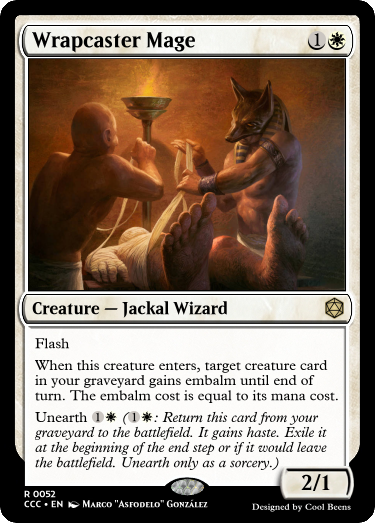 Wrapcaster Mage 1
Creature — Jackal Wizard
Flash
When this creature enters, target creature card
in your graveyard gains embalm until end of
turn. The embalm cost is equal to its mana cost.
Unearth 1 (1: Return this card from your
graveyard to the battlefield. It gains haste. Exile it
at the beginning of the end step or if it would leave
the battlefield. Unearth only as a sorcery.)
2/1
R 0052
CCC • EN Marco "Asfodelo" González
Designed by Cool Beens